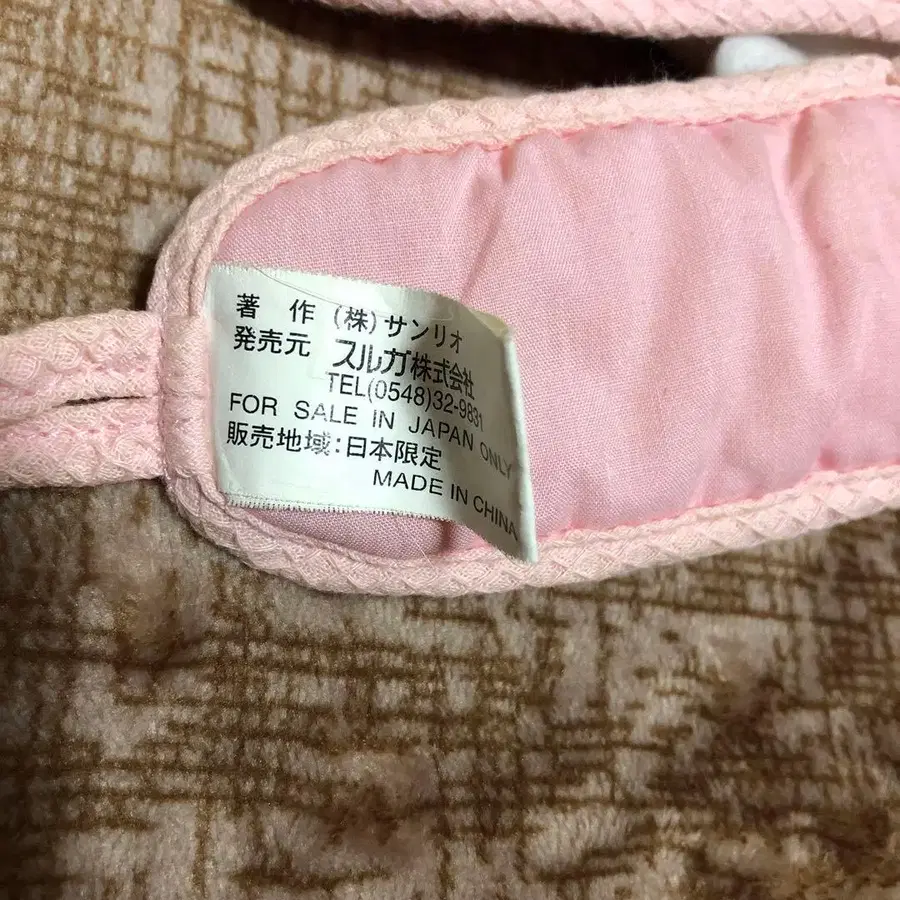 著 作 (株)サンリオ
発売元 スルガ株式会社
TEL(0548)32-9831
FOR SALE IN JAPAN ONLY
販売地域:日本限定
MADE IN CHINA